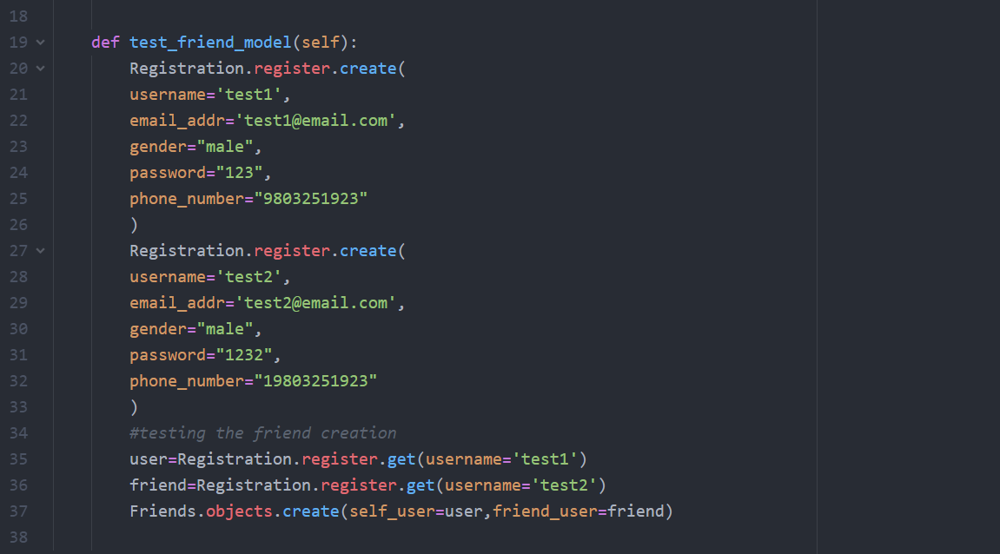 18
19 def test_friend_model(self):
20 Registration.register.create(
21 username='test1',
22 email_addr='test1@email.com',
23 gender="male",
24 password="123",
25 phone_number="9803251923"
26 )
27 Registration.register.create(
28 username='test2',
29 email_addr='test2@email.com',
30 gender="male",
31 password="1232",
32 phone_number="19803251923"
33 )
34 #testing the friend creation
35 user=Registration.register.get(username='test1')
36 friend=Registration.register.get(username='test2')
37 Friends.objects.create(self_user=user,friend_user=friend)
38